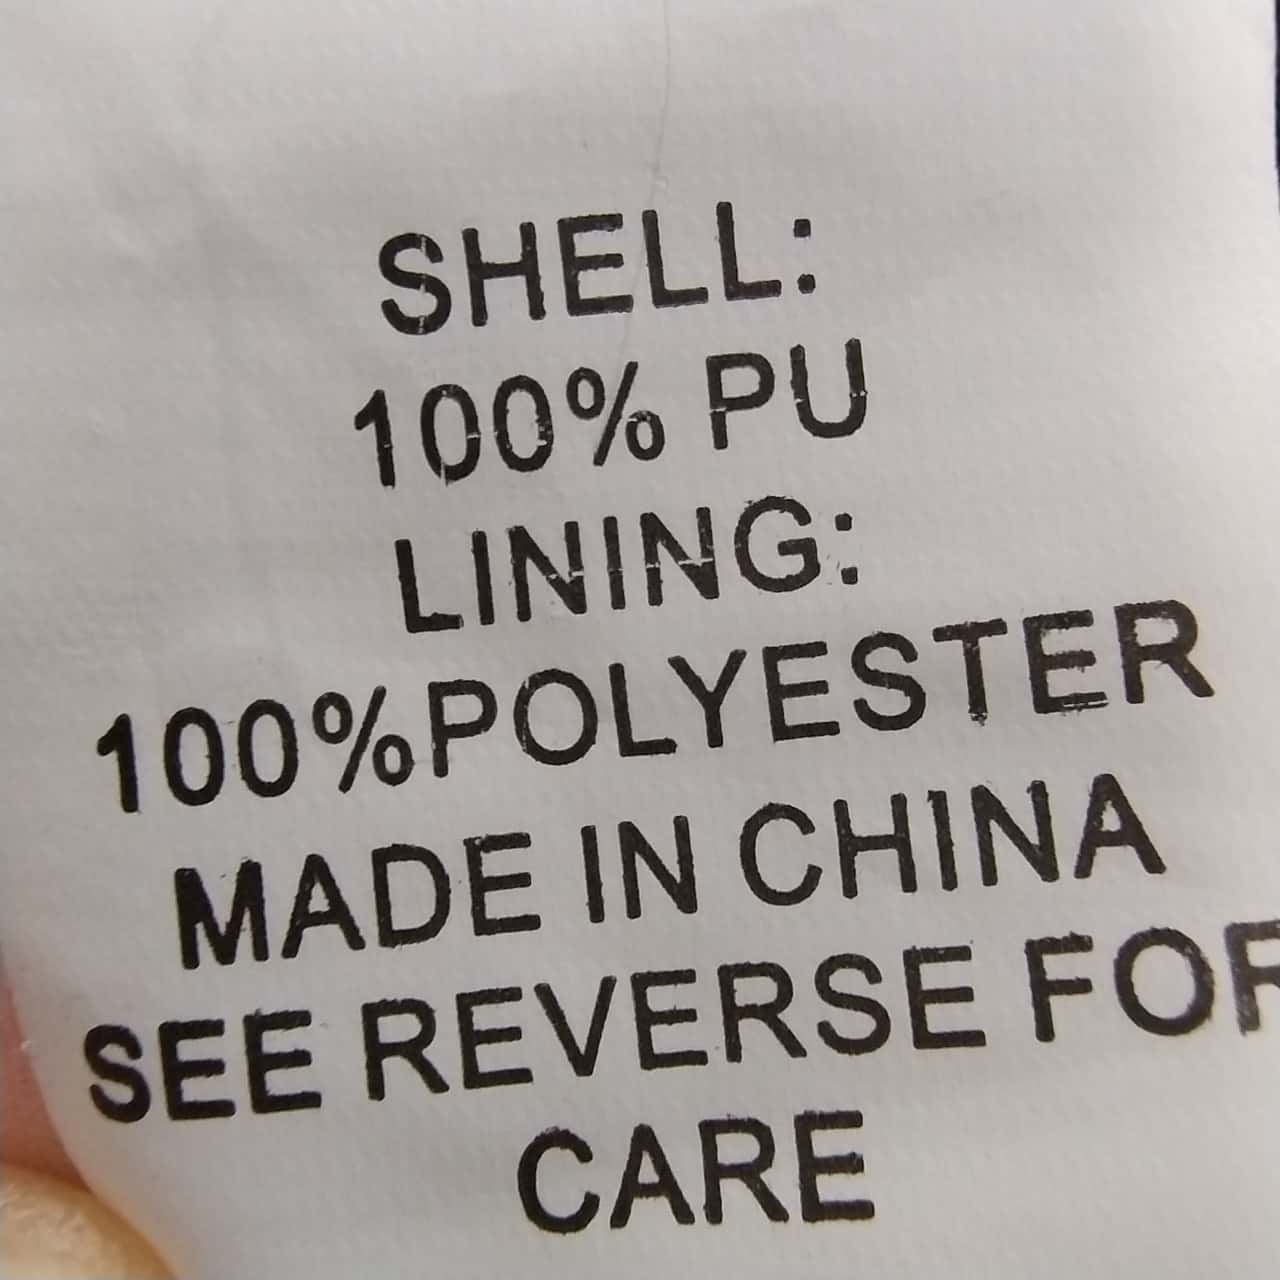 SHELL:
100% PU
LINING:
100%POLYESTER
MADE IN CHINA
SEE REVERSE FOR
CARE